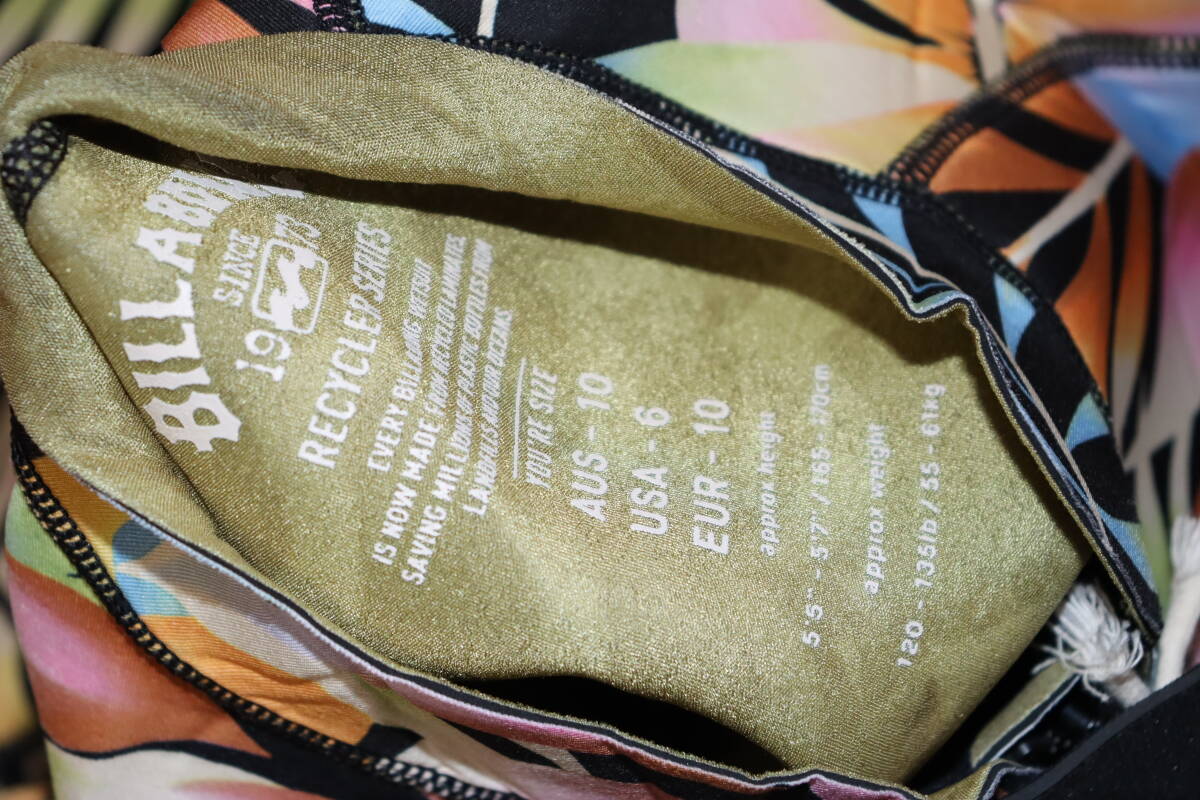 BILLABONG
SINCE
1973
RECYCLER SERIES
EVERY BILLABONG WETSUIT
IS NOW MADE FROM RECYCLED MATERIALS
SAVING MILLIONS OF PLASTIC BOTTLES FROM
LANDFILLS AROUND OUR OCEANS
YOU'RE SIZE
AUS - 10
USA - 6
EUR - 10
approx height
5'5" - 5'7" / 165 - 170cm
approx weight
120 - 135lb / 55 - 61kg